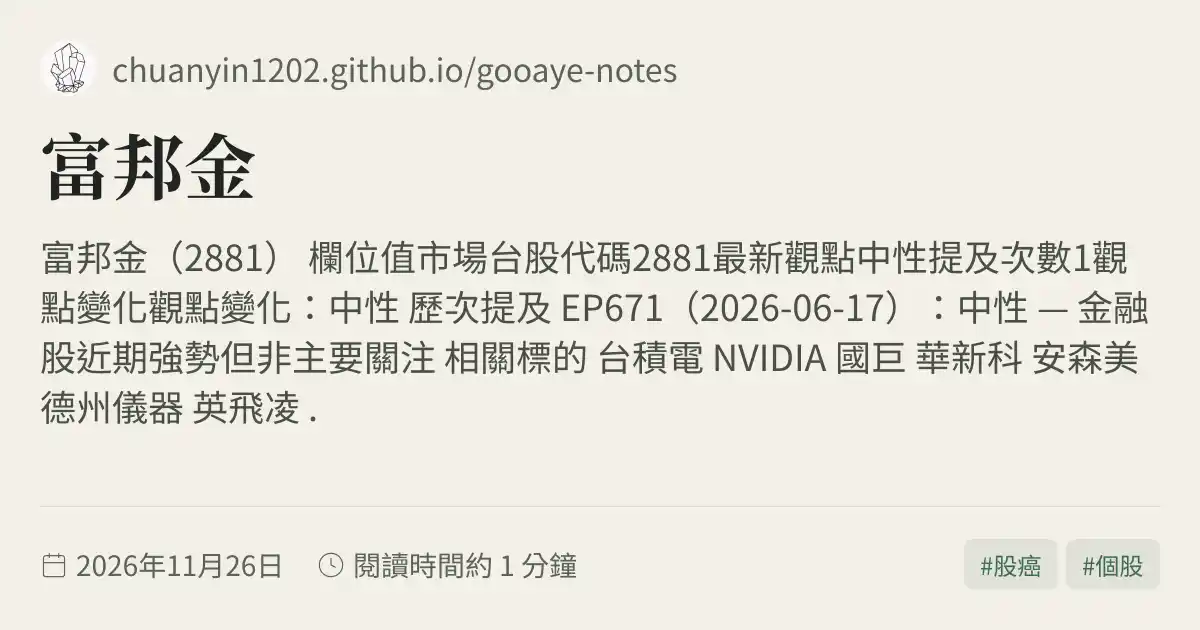 chuanyin1202.github.io/gooaye-notes
富邦金
富邦金（2881） 欄位值市場台股代碼2881最新觀點中性提及次數1觀
點變化觀點變化：中性 歷次提及 EP671（2026-06-17）：中性 — 金融
股近期強勢但非主要關注 相關標的 台積電 NVIDIA 國巨 華新科 安森美
德州儀器 英飛凌 .
2026年11月26日 閱讀時間約 1 分鐘 #股癌 #個股